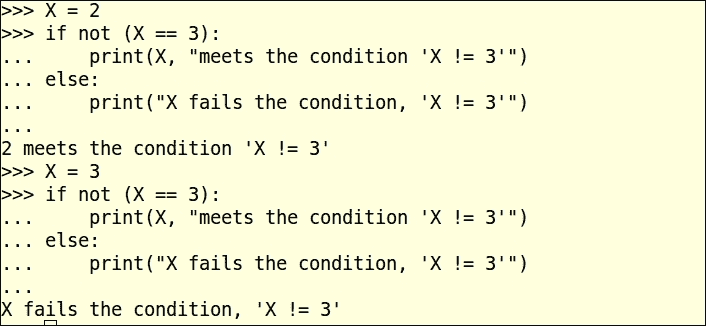 >>> X = 2
>>> if not (X == 3):
...     print(X, "meets the condition 'X != 3'")
... else:
...     print("X fails the condition, 'X != 3'")
...
2 meets the condition 'X != 3'
>>> X = 3
>>> if not (X == 3):
...     print(X, "meets the condition 'X != 3'")
... else:
...     print("X fails the condition, 'X != 3'")
...
X fails the condition, 'X != 3'